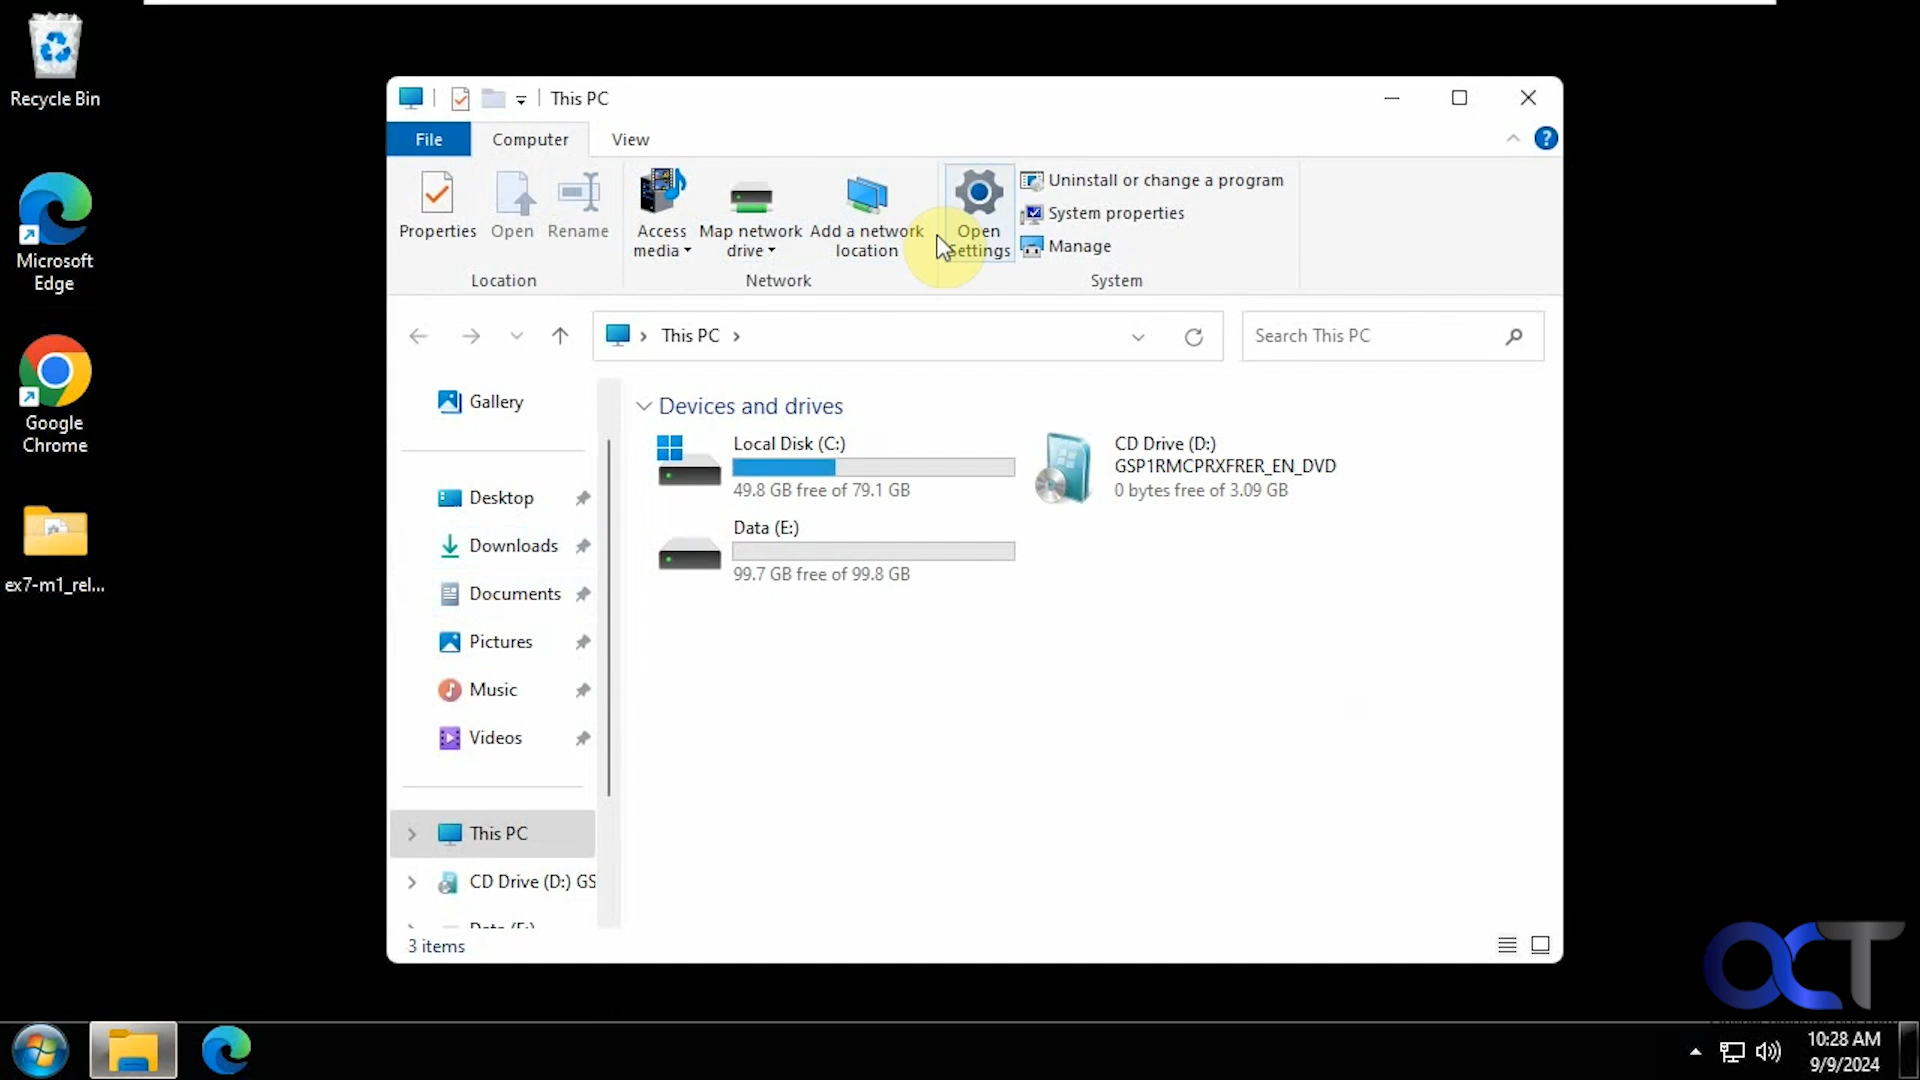 Recycle Bin
Microsoft
Edge
Google
Chrome
ex7-m1_rel...
This PC
File
Computer
View
Properties
Open
Rename
Location
Access
media
Map network
drive
Add a network
location
Network
Open
Settings
Uninstall or change a program
System properties
Manage
System
This PC
Search This PC
Gallery
Desktop
Downloads
Documents
Pictures
Music
Videos
This PC
CD Drive (D:) GS
Data (E:)
Devices and drives
Local Disk (C:)
49.8 GB free of 79.1 GB
CD Drive (D:)
GSP1RMCPRXFRER_EN_DVD
0 bytes free of 3.09 GB
Data (E:)
99.7 GB free of 99.8 GB
3 items
OCT
10:28 AM
9/9/2024